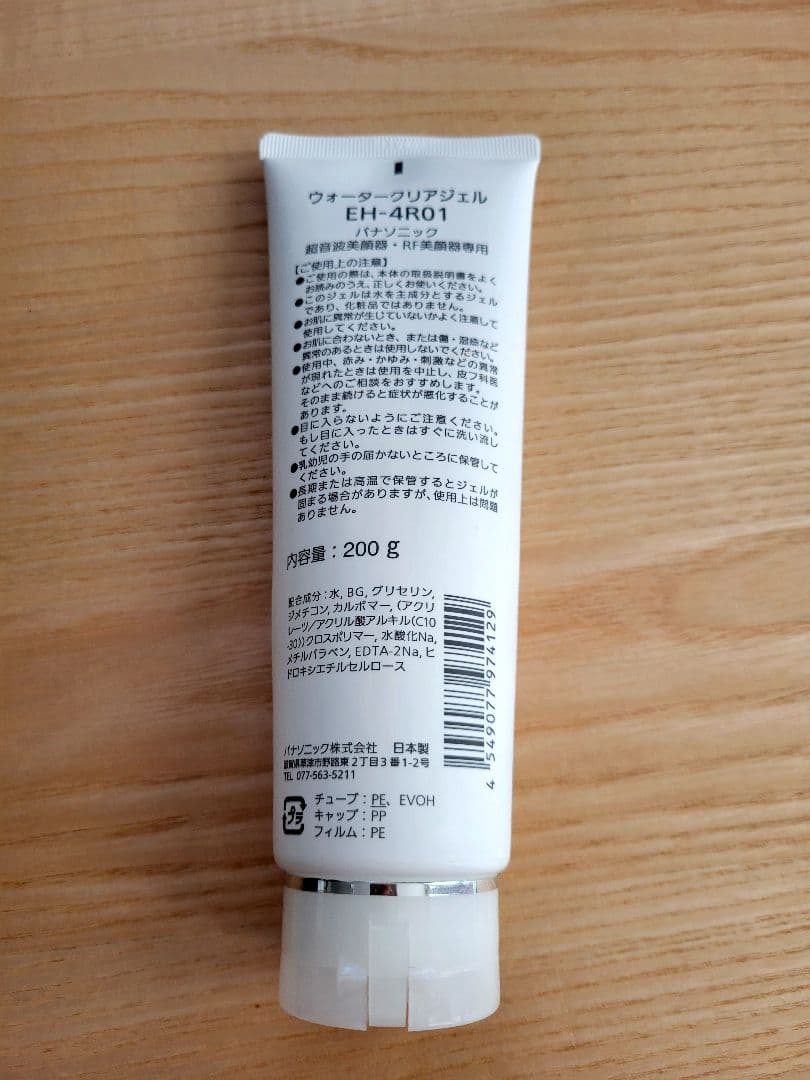 ウォータークリアジェル
EH-4R01
パナソニック
超音波美顔器・RF美顔器専用
【ご使用上の注意】
●ご使用の際は、本体の取扱説明書をよく
お読みのうえ、正しくお使いください。
●このジェルは水を主成分とするジェル
であり、化粧品ではありません。
●お肌に異常が生じていないかよく注意して
使用してください。
●お肌に合わないとき、または傷・湿疹など
異常のあるときは使用しないでください。
●使用中、赤み・かゆみ・刺激などの異常
が現れたときは使用を中止し、皮フ科医
などへのご相談をおすすめします。
そのまま続けると症状が悪化することが
あります。
●目に入らないようにご注意ください。
もし目に入ったときはすぐに洗い流し
てください。
●乳幼児の手の届かないところに保管して
ください。
●長期または高温で保管するとジェルが
固まる場合がありますが、使用上は問題
ありません。
内容量：200 g
配合成分：水, BG, グリセリン,
ジメチコン, カルボマー, (アクリ
レーツ/アクリル酸アルキル(C10
-30))クロスポリマー, 水酸化Na,
メチルパラベン, EDTA-2Na, ヒ
ドロキシエチルセルロース
4 549077 974129
パナソニック株式会社 日本製
滋賀県草津市野路東2丁目3番1-2号
TEL 077-563-5211
プラ
チューブ：PE、EVOH
キャップ：PP
フィルム：PE